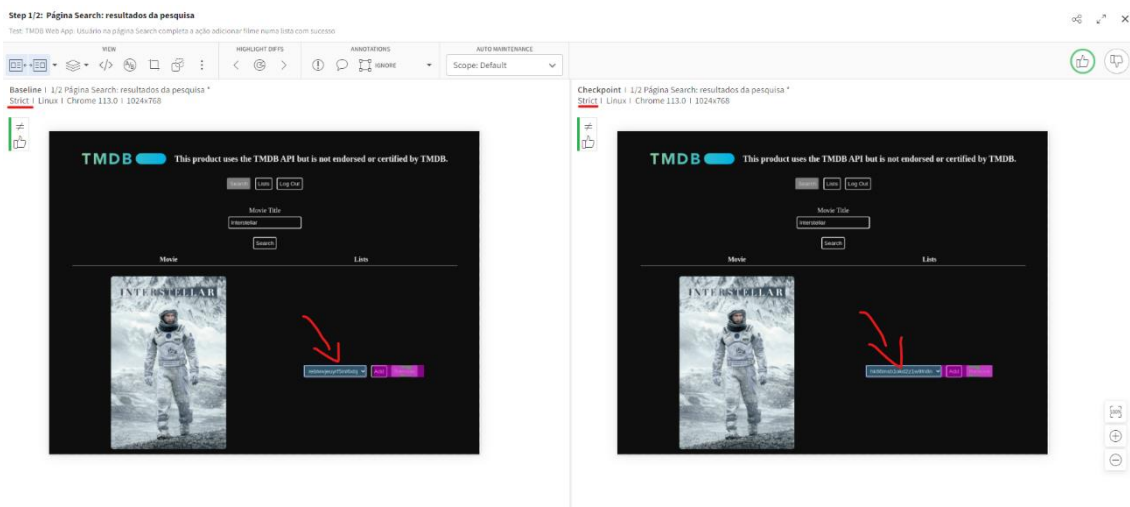 Step 1/2: Página Search: resultados da pesquisa
Test: TMDB Web App. Usuário na página Search completa a ação adicionar filme numa lista com sucesso
VIEW
HIGHLIGHT DIFFS
ANNOTATIONS
AUTO MAINTENANCE
IGNORE
Scope: Default
Baseline | 1/2 Página Search: resultados da pesquisa *
Strict | Linux | Chrome 113.0 | 1024x768
TMDB This product uses the TMDB API but is not endorsed or certified by TMDB.
Search Lists Log Out
Movie Title
Interstellar
Search
Movie Lists
INTERSTELLAR
Add
Checkpoint | 1/2 Página Search: resultados da pesquisa *
Strict | Linux | Chrome 113.0 | 1024x768
TMDB This product uses the TMDB API but is not endorsed or certified by TMDB.
Search Lists Log Out
Movie Title
Interstellar
Search
Movie Lists
INTERSTELLAR
Add